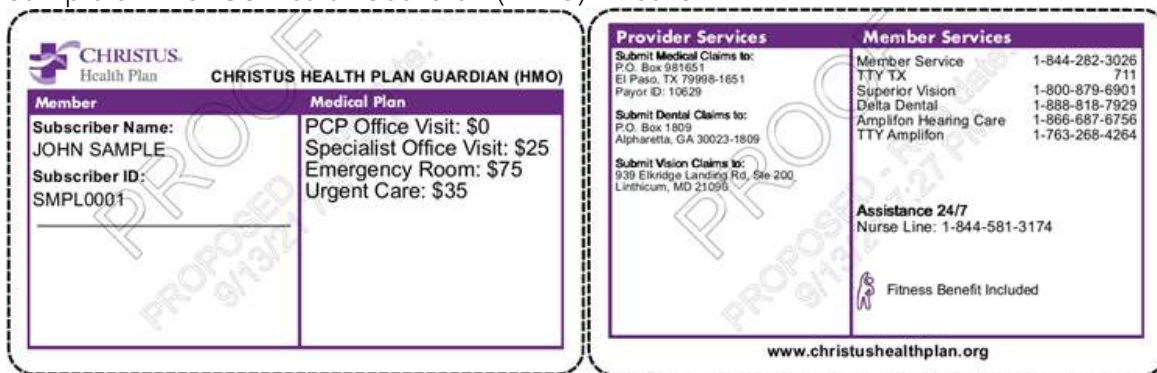 CHRISTUS.
Health Plan
CHRISTUS HEALTH PLAN GUARDIAN (HMO)
Member
Subscriber Name:
JOHN SAMPLE
Subscriber ID:
SMPL0001
Medical Plan
PCP Office Visit: $0
Specialist Office Visit: $25
Emergency Room: $75
Urgent Care: $35
PROOF
PROPOSED
9/13/21
Provider Services
Submit Medical Claims to:
P.O. Box 981651
El Paso, TX 79998-1651
Payor ID: 10629
Submit Dental Claims to:
P.O. Box 1809
Alpharetta, GA 30023-1809
Submit Vision Claims to:
939 Elkridge Landing Rd, Ste 200
Linthicum, MD 21090
Member Services
Member Service 1-844-282-3026
TTY TX 711
Superior Vision 1-800-879-6901
Delta Dental 1-888-818-7929
Amplifon Hearing Care 1-866-687-6756
TTY Amplifon 1-763-268-4264
Assistance 24/7
Nurse Line: 1-844-581-3174
Fitness Benefit Included
PROOF
PROPOSED
www.christushealthplan.org